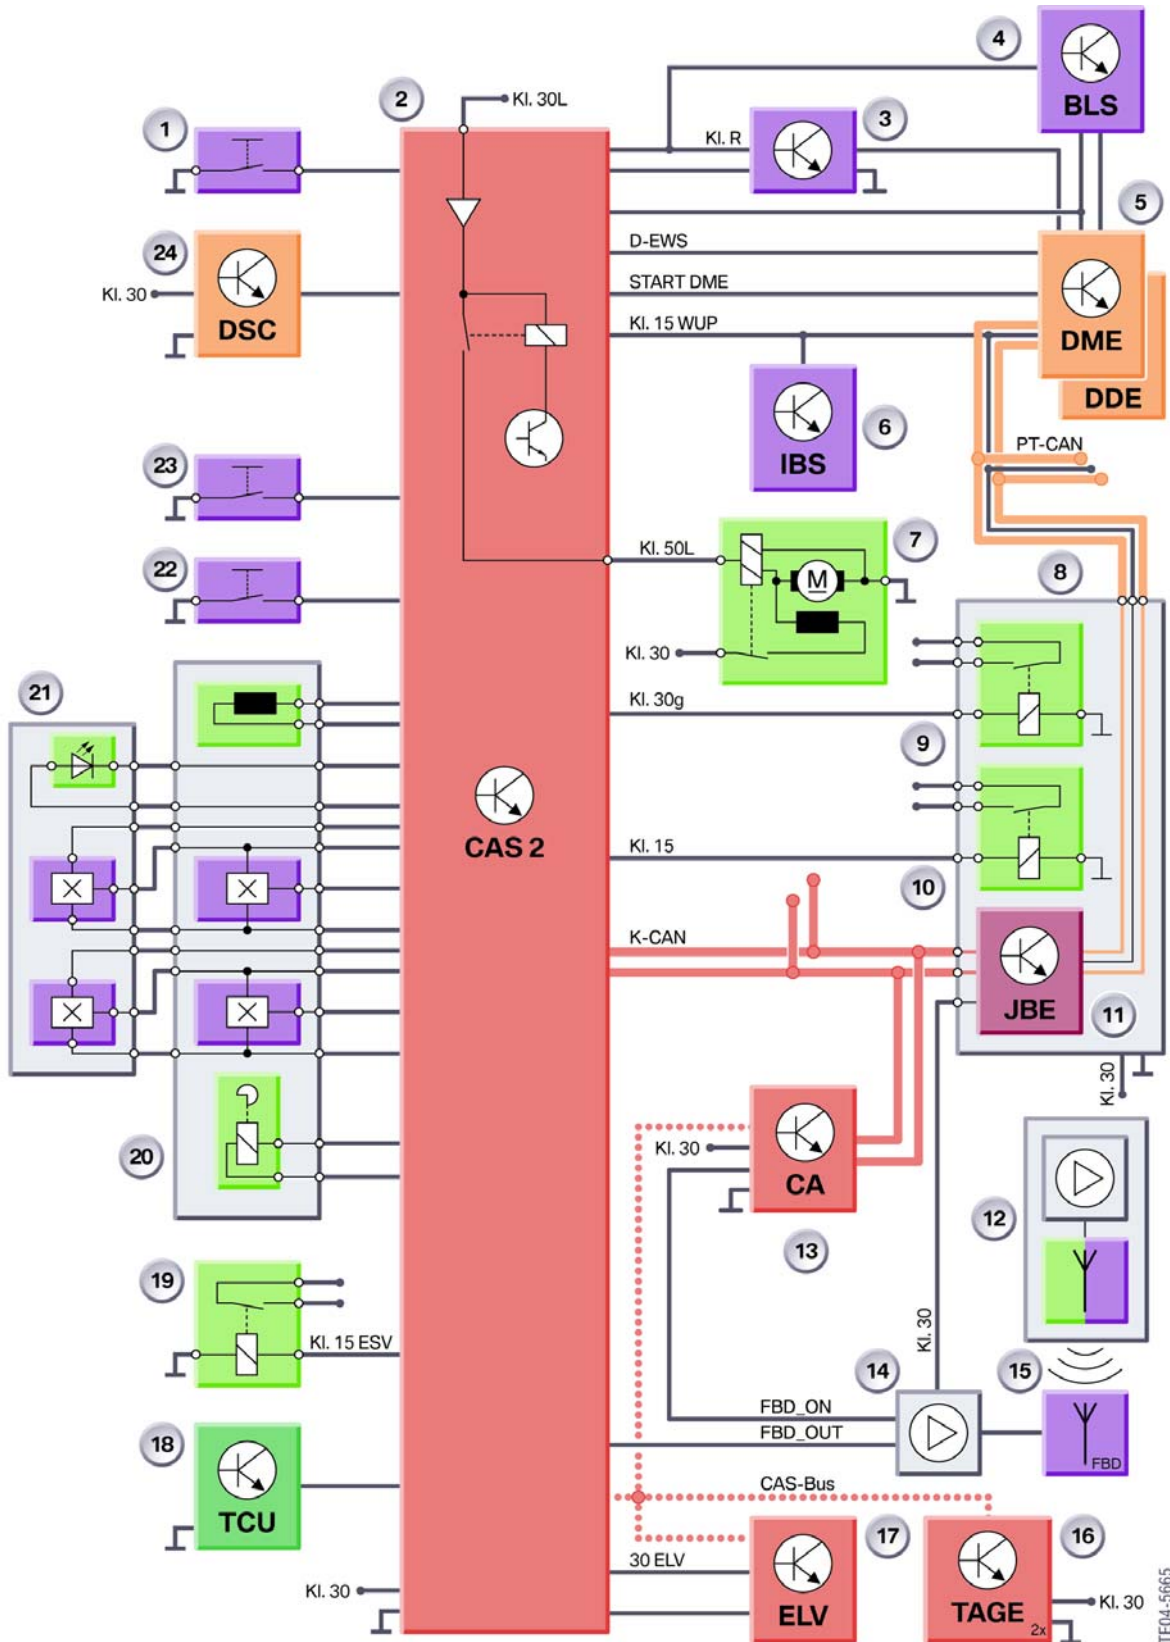 4
2
Kl. 30L
BLS
1
3
Kl. R
5
24
D-EWS
Kl. 30
START DME
DSC
Kl. 15 WUP
DME
DDE
6
PT-CAN
23
IBS
7
Kl. 50L
22
8
Kl. 30
M
21
Kl. 30g
9
CAS 2
Kl. 15
10
K-CAN
JBE
11
Kl. 30
20
Kl. 30
CA
12
13
19
Kl. 15 ESV
Kl. 30
14
15
FBD_ON
18
FBD_OUT
FBD
CAS-Bus
TCU
17
16
30 ELV
Kl. 30
ELV
TAGE
2x
Kl. 30
TE04-5665